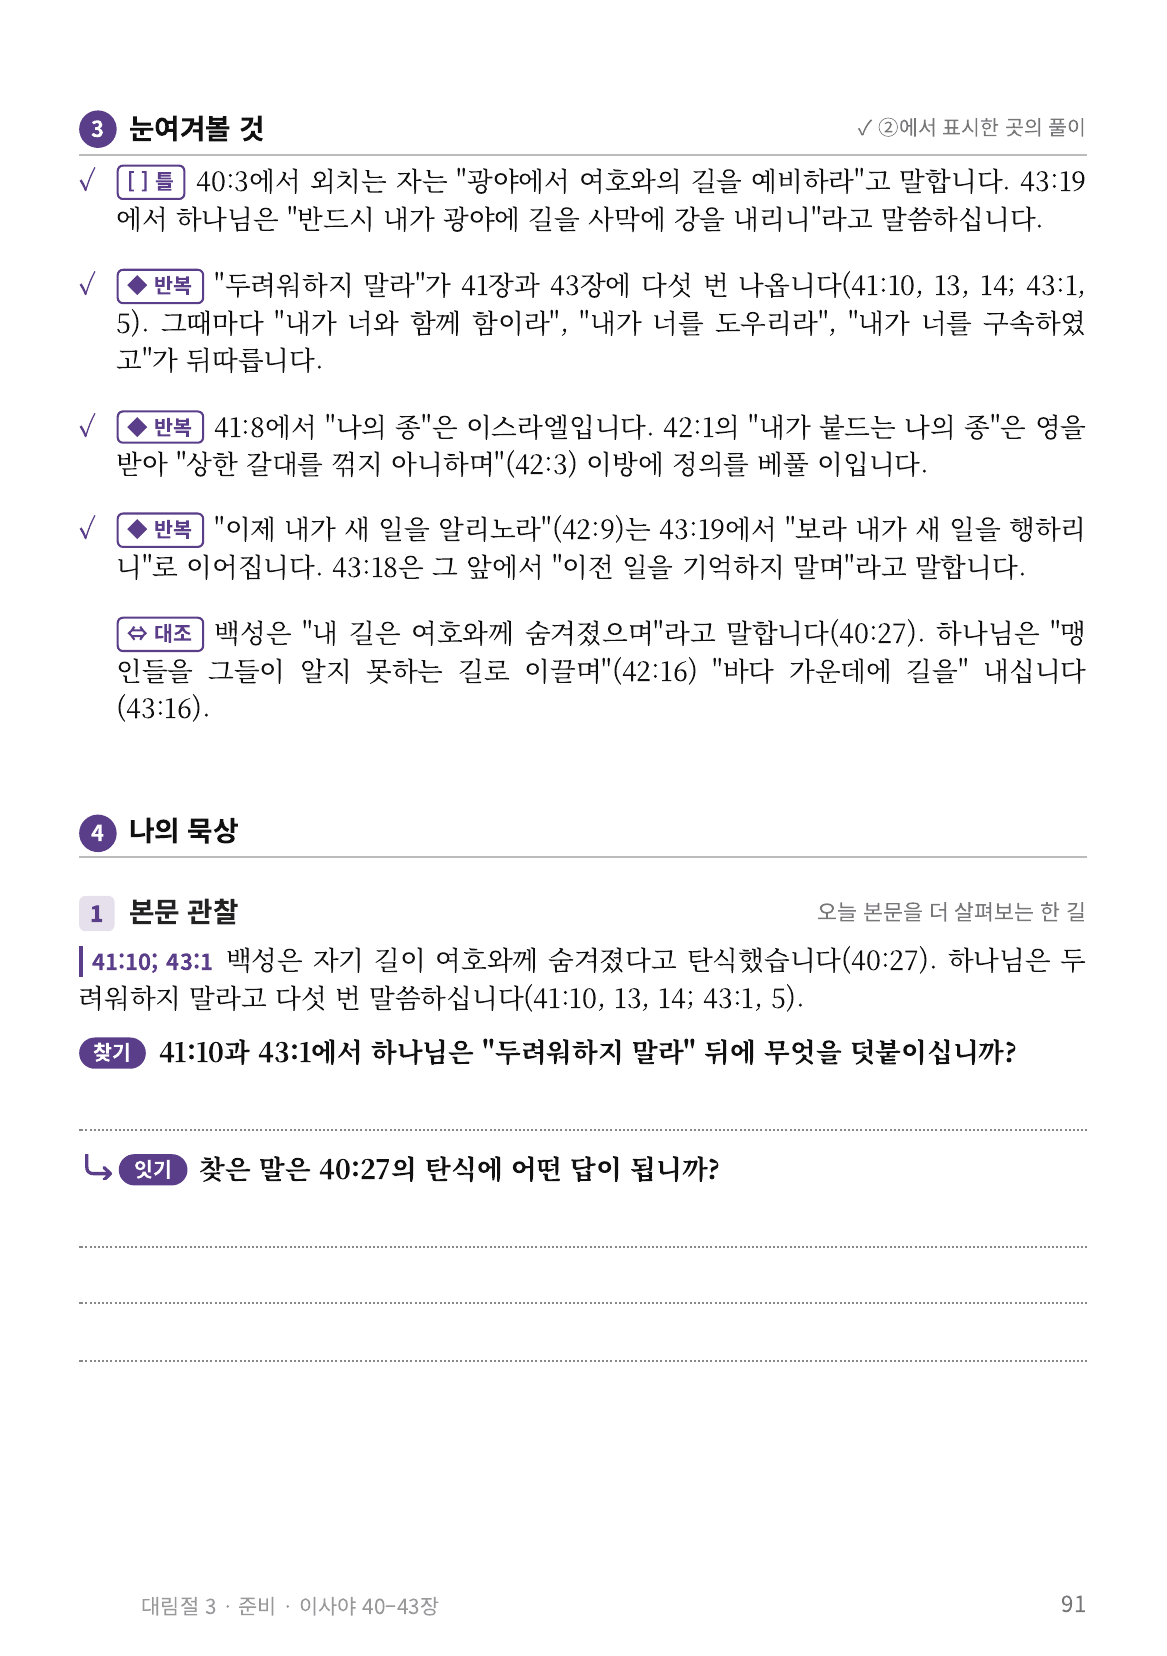 3 눈여겨볼 것
✓ ②에서 표시한 곳의 풀이
✓ [ ] 틀 40:3에서 외치는 자는 "광야에서 여호와의 길을 예비하라"고 말합니다. 43:19
에서 하나님은 "반드시 내가 광야에 길을 사막에 강을 내리니"라고 말씀하십니다.
✓ ◆ 반복 "두려워하지 말라"가 41장과 43장에 다섯 번 나옵니다(41:10, 13, 14; 43:1,
5). 그때마다 "내가 너와 함께 함이라", "내가 너를 도우리라", "내가 너를 구속하였
고"가 뒤따릅니다.
✓ ◆ 반복 41:8에서 "나의 종"은 이스라엘입니다. 42:1의 "내가 붙드는 나의 종"은 영을
받아 "상한 갈대를 꺾지 아니하며"(42:3) 이방에 정의를 베풀 이입니다.
✓ ◆ 반복 "이제 내가 새 일을 알리노라"(42:9)는 43:19에서 "보라 내가 새 일을 행하리
니"로 이어집니다. 43:18은 그 앞에서 "이전 일을 기억하지 말며"라고 말합니다.
⇔ 대조 백성은 "내 길은 여호와께 숨겨졌으며"라고 말합니다(40:27). 하나님은 "맹
인들을 그들이 알지 못하는 길로 이끌며"(42:16) "바다 가운데에 길을" 내십니다
(43:16).
4 나의 묵상
1 본문 관찰
오늘 본문을 더 살펴보는 한 길
41:10; 43:1 백성은 자기 길이 여호와께 숨겨졌다고 탄식했습니다(40:27). 하나님은 두
려워하지 말라고 다섯 번 말씀하십니다(41:10, 13, 14; 43:1, 5).
찾기 41:10과 43:1에서 하나님은 "두려워하지 말라" 뒤에 무엇을 덧붙이십니까?
잇기 찾은 말은 40:27의 탄식에 어떤 답이 됩니까?
대림절 3 · 준비 · 이사야 40–43장
91